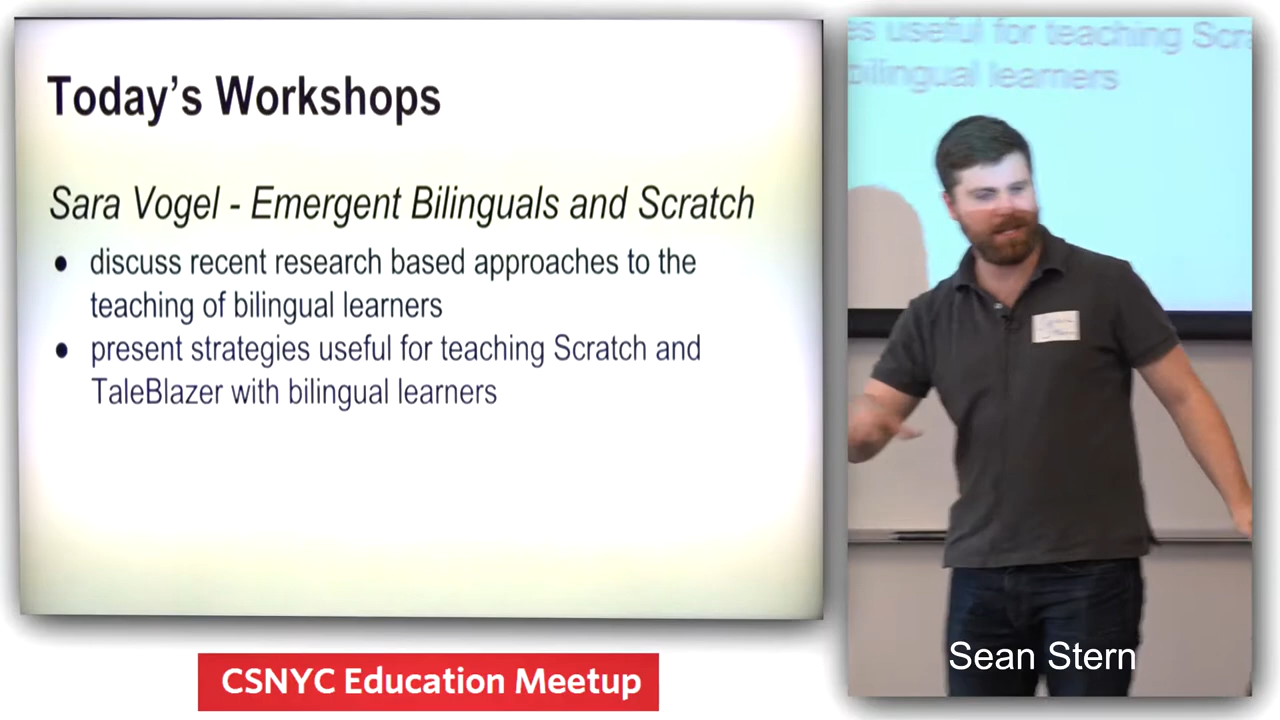 Today's Workshops
Sara Vogel - Emergent Bilinguals and Scratch
● discuss recent research based approaches to the
teaching of bilingual learners
● present strategies useful for teaching Scratch and
TaleBlazer with bilingual learners
CSNYC Education Meetup
es useful for teaching Scra
bilingual learners
Sean Stern